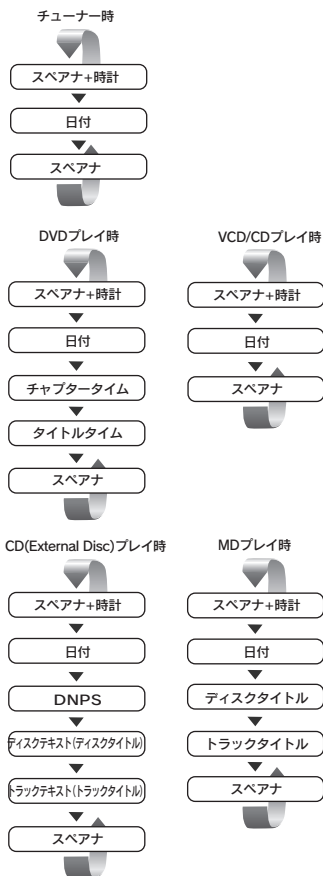 チューナー時
スペアナ+時計
日付
スペアナ
DVDプレイ時
スペアナ+時計
日付
チャプタータイム
タイトルタイム
スペアナ
VCD/CDプレイ時
スペアナ+時計
日付
スペアナ
CD(External Disc)プレイ時
スペアナ+時計
日付
DNPS
ディスクテキスト(ディスクタイトル)
トラックテキスト(トラックタイトル)
スペアナ
MDプレイ時
スペアナ+時計
日付
ディスクタイトル
トラックタイトル
スペアナ